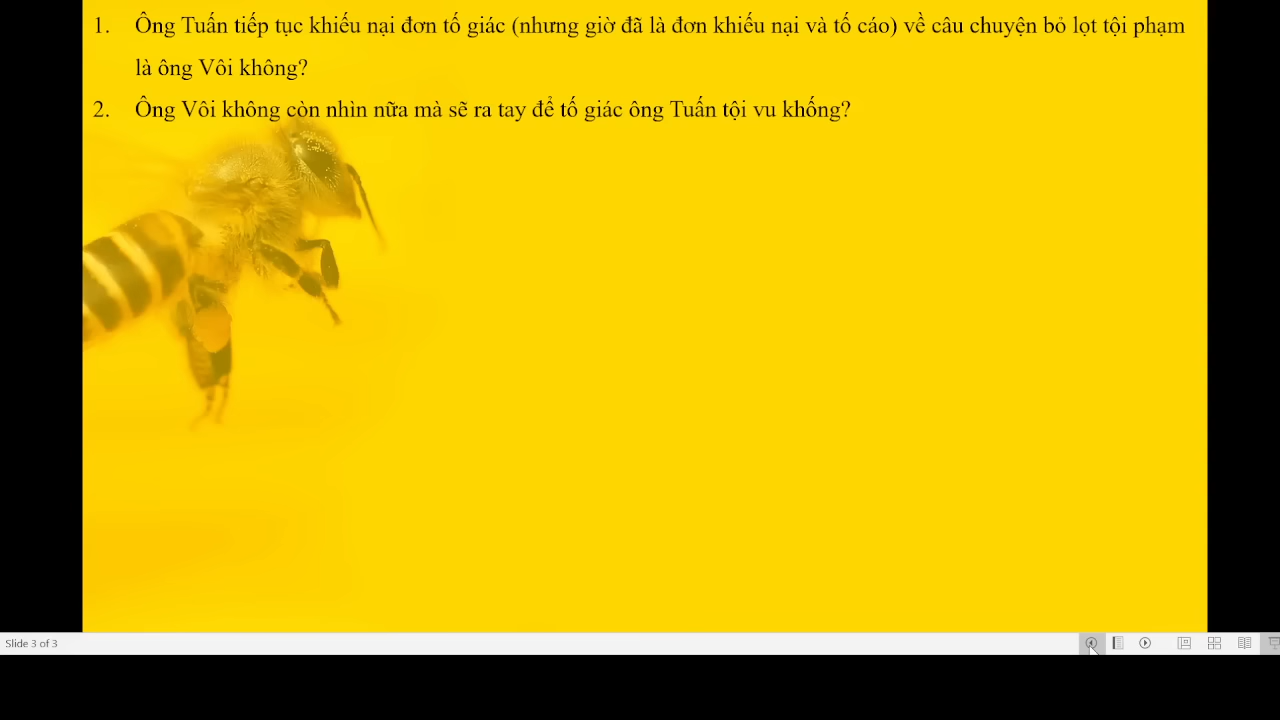 1. Ông Tuấn tiếp tục khiếu nại đơn tố giác (nhưng giờ đã là đơn khiếu nại và tố cáo) về câu chuyện bỏ lọt tội phạm
là ông Vôi không?
2. Ông Vôi không còn nhìn nữa mà sẽ ra tay để tố giác ông Tuấn tội vu khống?
Slide 3 of 3